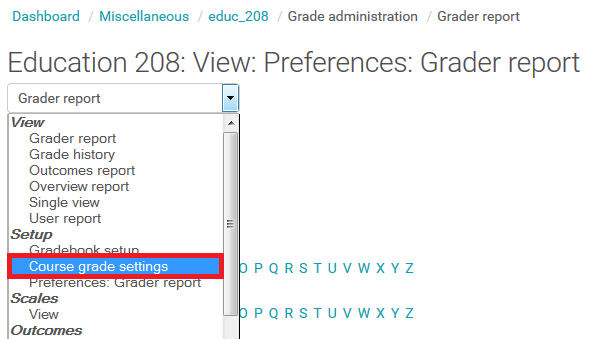 Dashboard / Miscellaneous / educ_208 / Grade administration / Grader report
Education 208: View: Preferences: Grader report
Grader report
View
Grader report
Grade history
Outcomes report
Overview report
Single view
User report
Setup
Gradebook setup
Course grade settings
O P Q R S T U V W X Y Z
Preferences: Grader report
Scales
View
O P Q R S T U V W X Y Z
Outcomes